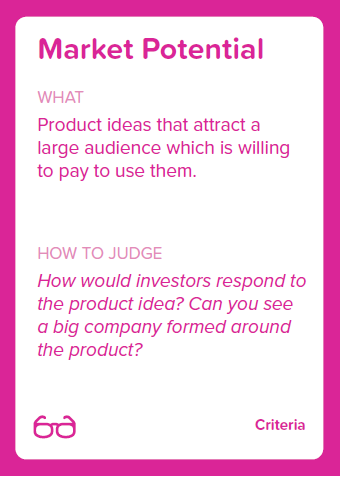 Market Potential
WHAT
Product ideas that attract a
large audience which is willing
to pay to use them.
HOW TO JUDGE
How would investors respond to
the product idea? Can you see
a big company formed around
the product?
Criteria